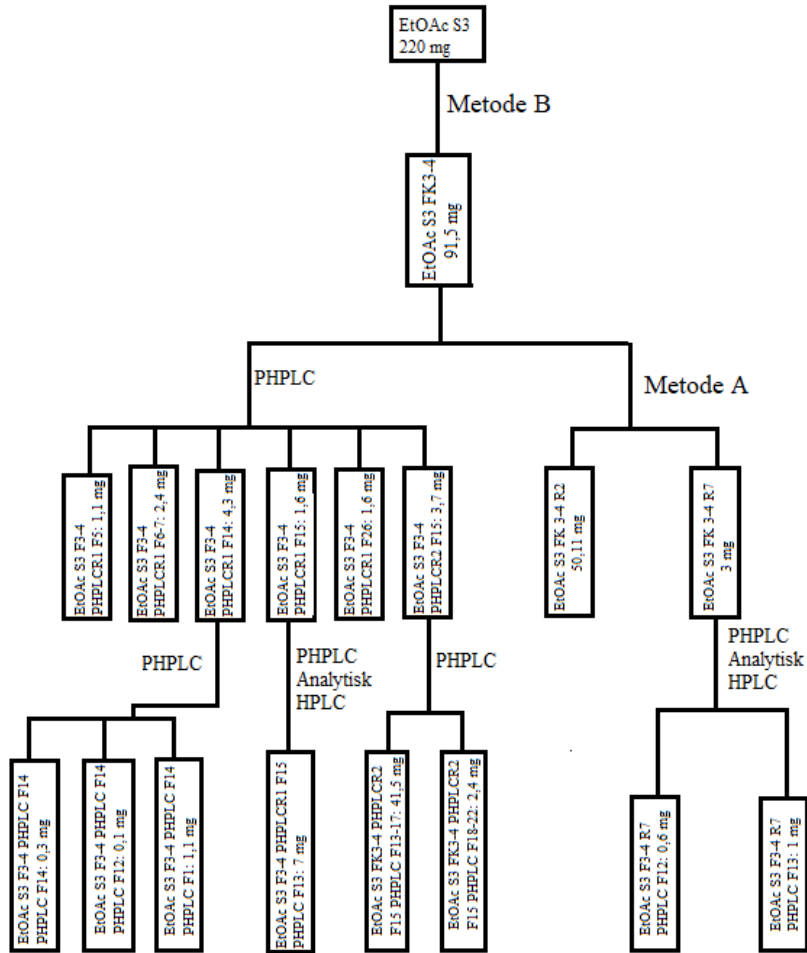 EtOAc S3
220 mg
Metode B
EtOAc S3 FK3-4
91,5 mg
PHPLC
Metode A
EtOAc S3 F3-4
PHPLCR1 F5: 1,1 mg
EtOAc S3 F3-4
PHPLCR1 F6-7: 2,4 mg
EtOAc S3 F3-4
PHPLCR1 F14: 4,3 mg
EtOAc S3 F3-4
PHPLCR1 F15: 1,6 mg
EtOAc S3 F3-4
PHPLCR1 F26: 1,6 mg
EtOAc S3 F3-4
PHPLCR2 F15: 3,7 mg
EtOAc S3 FK 3-4 R2
50,11 mg
EtOAc S3 FK 3-4 R7
3 mg
PHPLC
PHPLC
Analytisk
HPLC
PHPLC
PHPLC
Analytisk
HPLC
EtOAc S3 F3-4 PHPLC F14
PHPLC F14: 0,3 mg
EtOAc S3 F3-4 PHPLC F14
PHPLC F12: 0,1 mg
EtOAc S3 F3-4 PHPLC F14
PHPLC F1: 1,1 mg
EtOAc S3 F3-4 PHPLCR1 F15
PHPLC F13: 7 mg
EtOAc S3 FK3-4 PHPLCR2
F15 PHPLC F13-17: 41,5 mg
EtOAc S3 FK3-4 PHPLCR2
F15 PHPLC F18-22: 2,4 mg
EtOAc S3 F3-4 R7
PHPLC F12: 0,6 mg
EtOAc S3 F3-4 R7
PHPLC F13: 1 mg